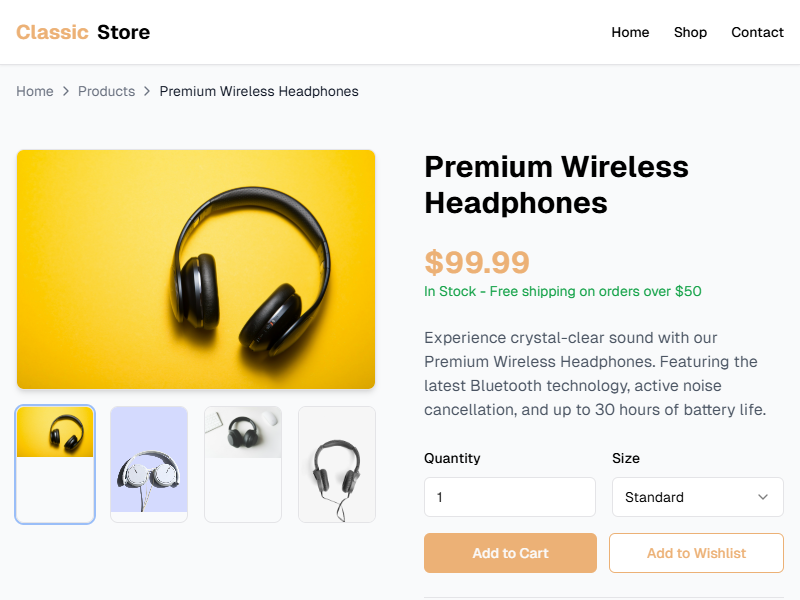 Classic Store
Home Shop Contact
Home Products Premium Wireless Headphones
Premium Wireless
Headphones
$99.99
In Stock - Free shipping on orders over $50
Experience crystal-clear sound with our
Premium Wireless Headphones. Featuring the
latest Bluetooth technology, active noise
cancellation, and up to 30 hours of battery life.
Quantity Size
1 Standard
Add to Cart Add to Wishlist